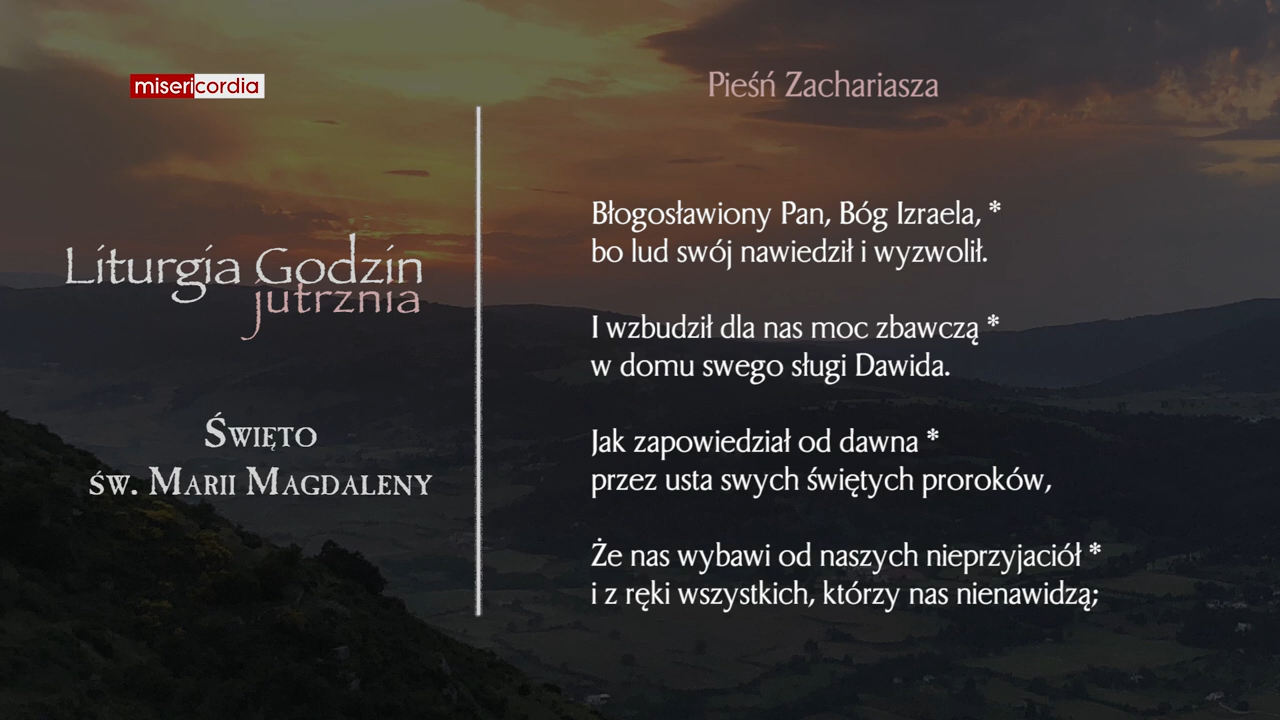 misericordia
Liturgia Godzin
jutrznia
Święto
św. Marii Magdaleny
Pieśń Zachariasza
Błogosławiony Pan, Bóg Izraela, *
bo lud swój nawiedził i wyzwolił.
I wzbudził dla nas moc zbawczą *
w domu swego sługi Dawida.
Jak zapowiedział od dawna *
przez usta swych świętych proroków,
Że nas wybawi od naszych nieprzyjaciół *
i z ręki wszystkich, którzy nas nienawidzą;